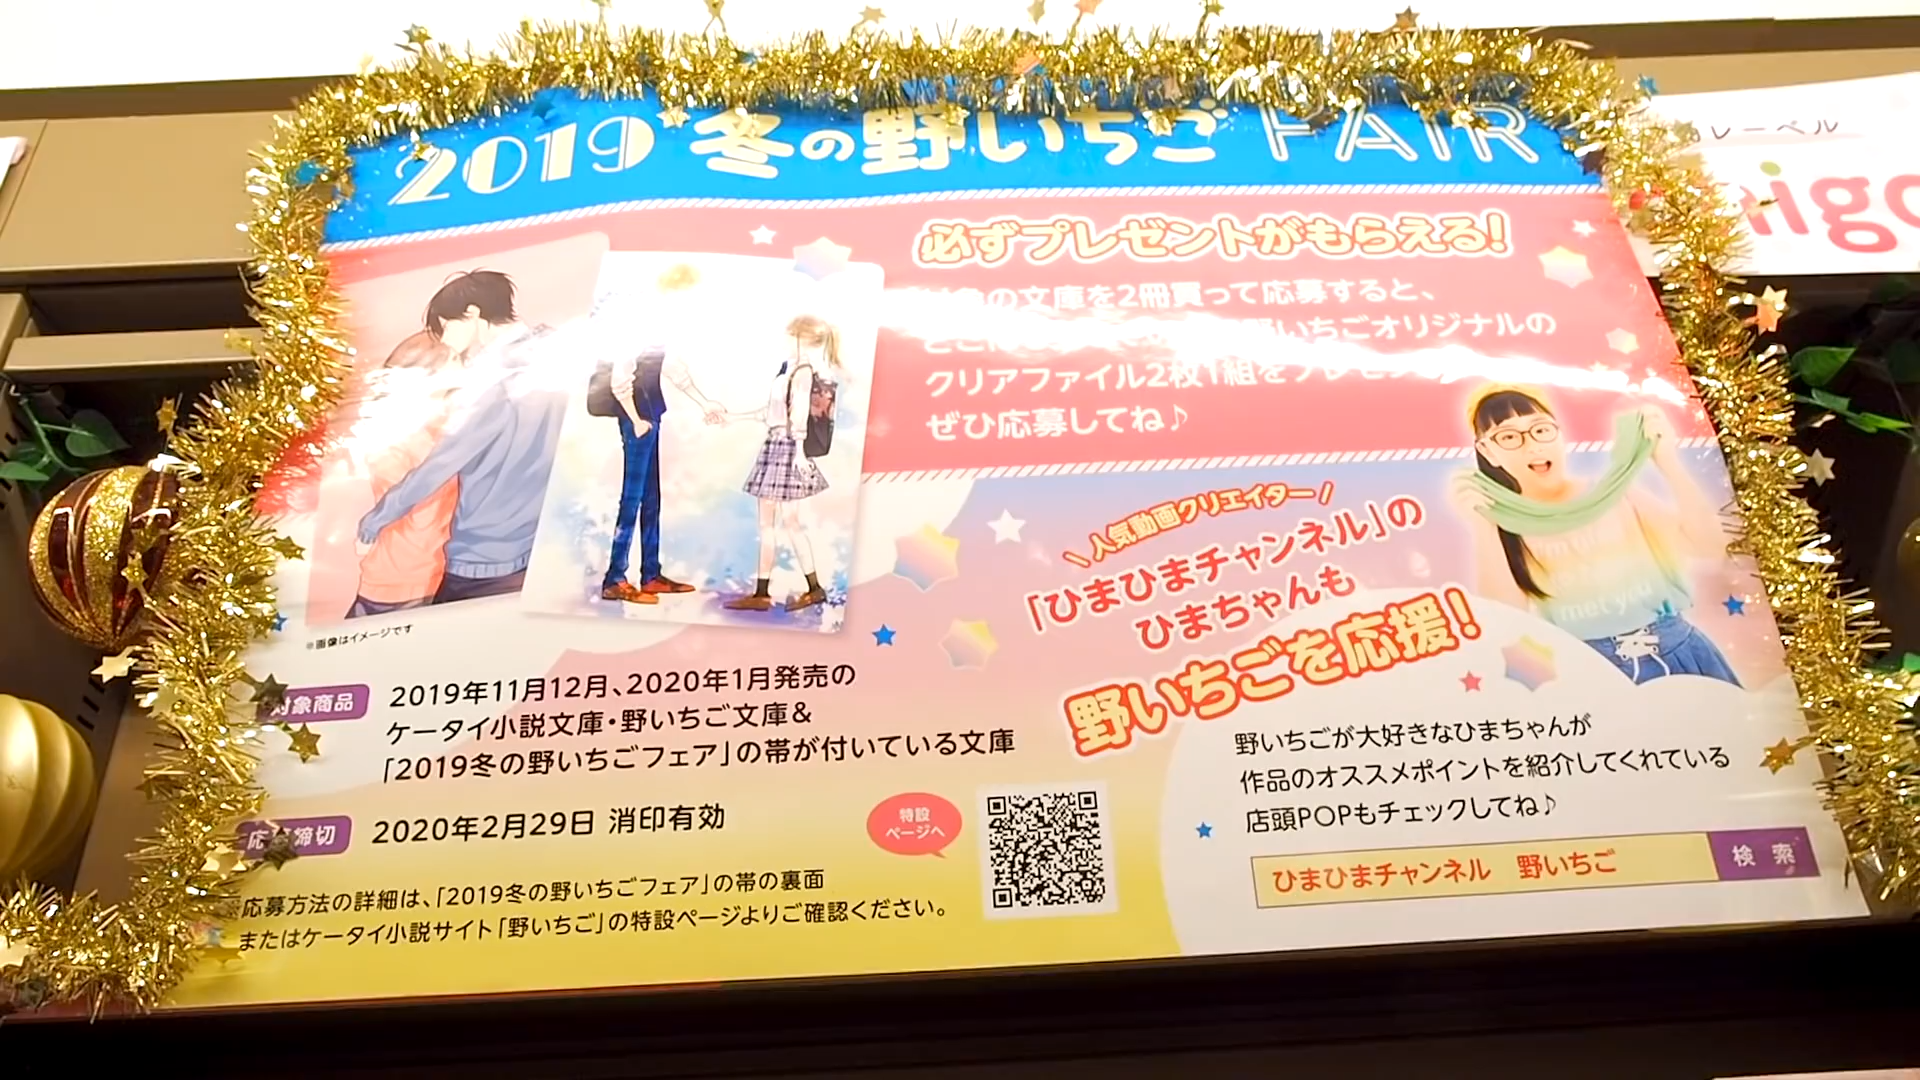 2019 冬の野いちご FAIR
必ずプレゼントがもらえる!
の文庫を2冊買って応募すると、
野いちごオリジナルの
クリアファイル2枚1組を
ぜひ応募してね♪
※画像はイメージです
\人気動画クリエイター/
「ひまひまチャンネル」の
ひまちゃんも
野いちごを応援!
対象商品
2019年11月12月、2020年1月発売の
ケータイ小説文庫・野いちご文庫&
「2019冬の野いちごフェア」の帯が付いている文庫
応募締切
2020年2月29日 消印有効
特設
ページへ
※応募方法の詳細は、「2019冬の野いちごフェア」の帯の裏面
またはケータイ小説サイト「野いちご」の特設ページよりご確認ください。
野いちごが大好きなひまちゃんが
作品のオススメポイントを紹介してくれている
店頭POPもチェックしてね♪
ひまひまチャンネル 野いちご
検 索
レーベル